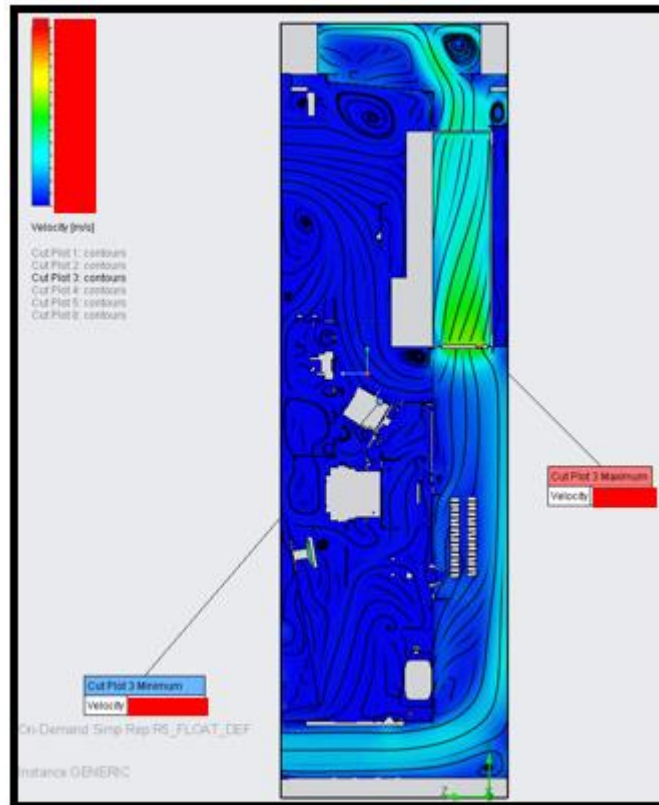 Velocity [m/s]
Cut Plot 1: contours
Cut Plot 2: contours
Cut Plot 3: contours
Cut Plot 4: contours
Cut Plot 5: contours
Cut Plot 6: contours
Cut Plot 3 Maximum
Velocity
Cut Plot 3 Minimum
Velocity
On-Demand Simp Rep:RS_FLOAT_DEF
Instance:GENERIC
Z